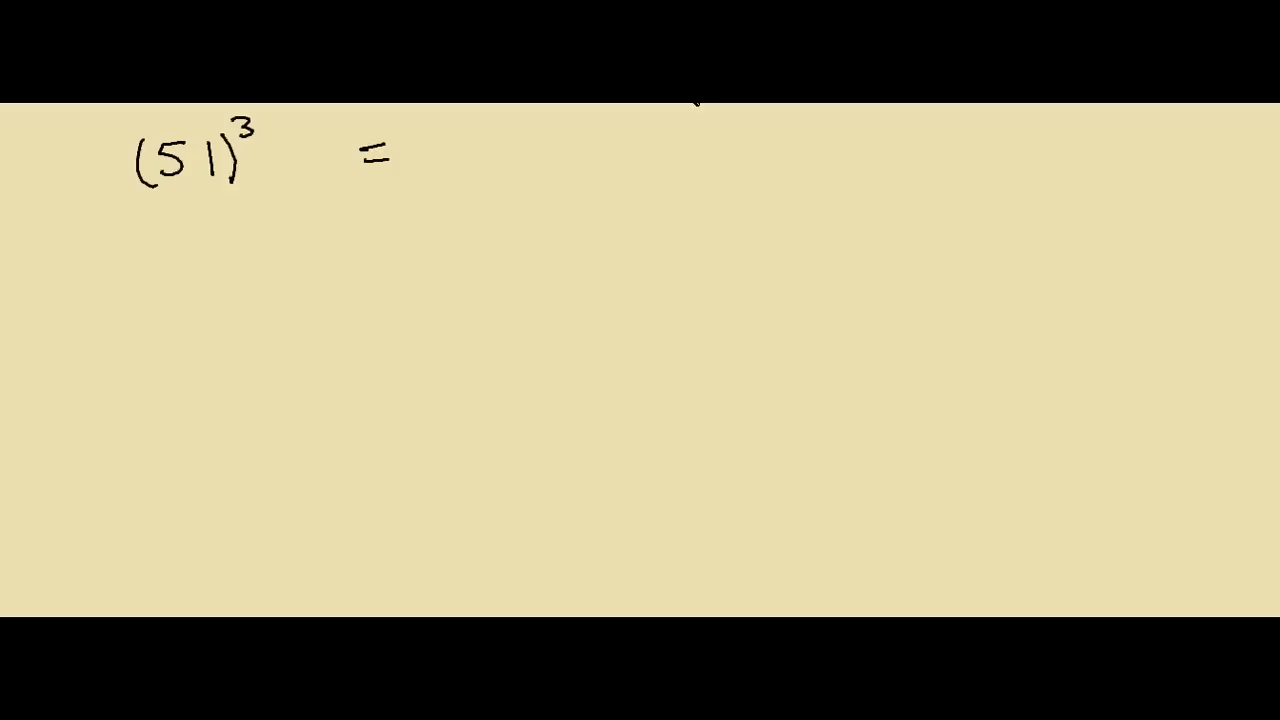 (51)³ =